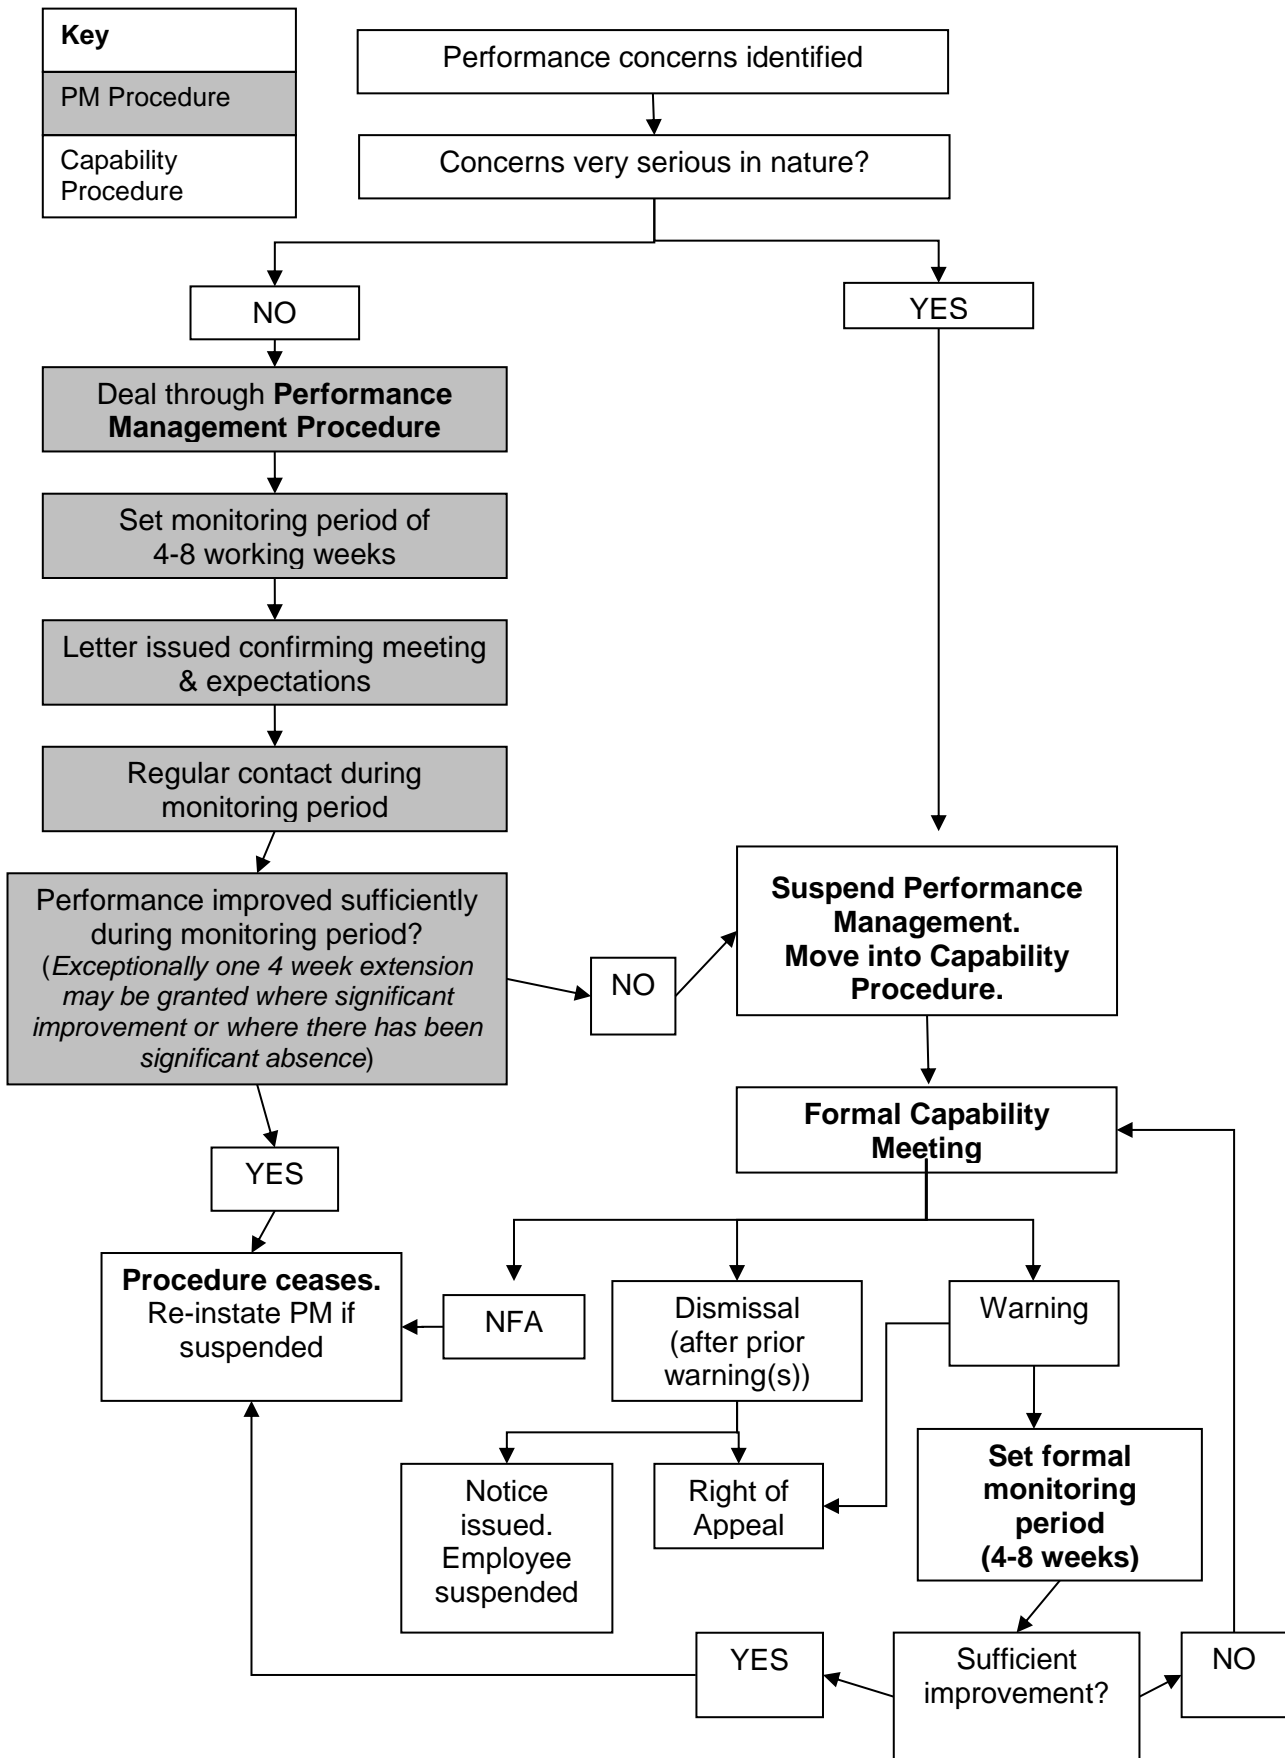 Key
PM Procedure
Capability
Procedure
Performance concerns identified
Concerns very serious in nature?
NO
YES
Deal through Performance
Management Procedure
Set monitoring period of
4-8 working weeks
Letter issued confirming meeting
& expectations
Regular contact during
monitoring period
Performance improved sufficiently
during monitoring period?
(Exceptionally one 4 week extension
may be granted where significant
improvement or where there has been
significant absence)
NO
Suspend Performance
Management.
Move into Capability
Procedure.
Formal Capability
Meeting
YES
Procedure ceases.
Re-instate PM if
suspended
NFA
Dismissal
(after prior
warning(s))
Warning
Notice
issued.
Employee
suspended
Right of
Appeal
Set formal
monitoring
period
(4-8 weeks)
YES
Sufficient
improvement?
NO